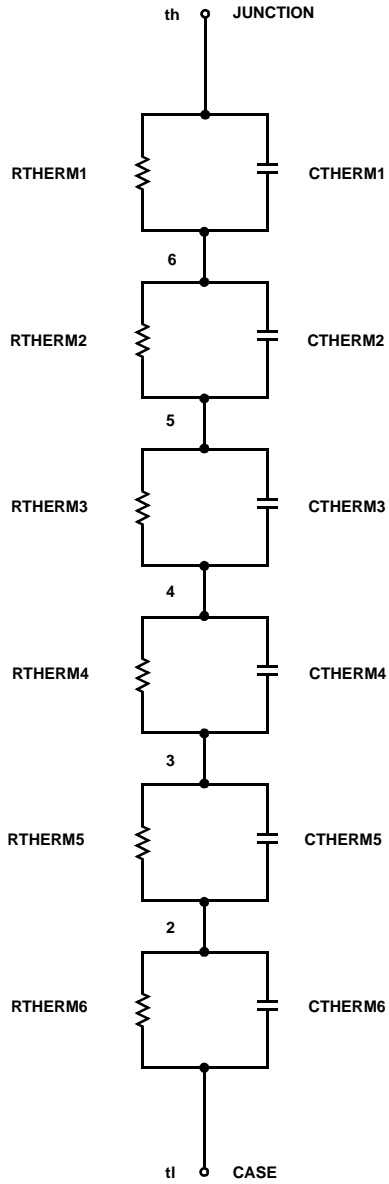 th JUNCTION
RTHERM1 CTHERM1
6
RTHERM2 CTHERM2
5
RTHERM3 CTHERM3
4
RTHERM4 CTHERM4
3
RTHERM5 CTHERM5
2
RTHERM6 CTHERM6
tl CASE